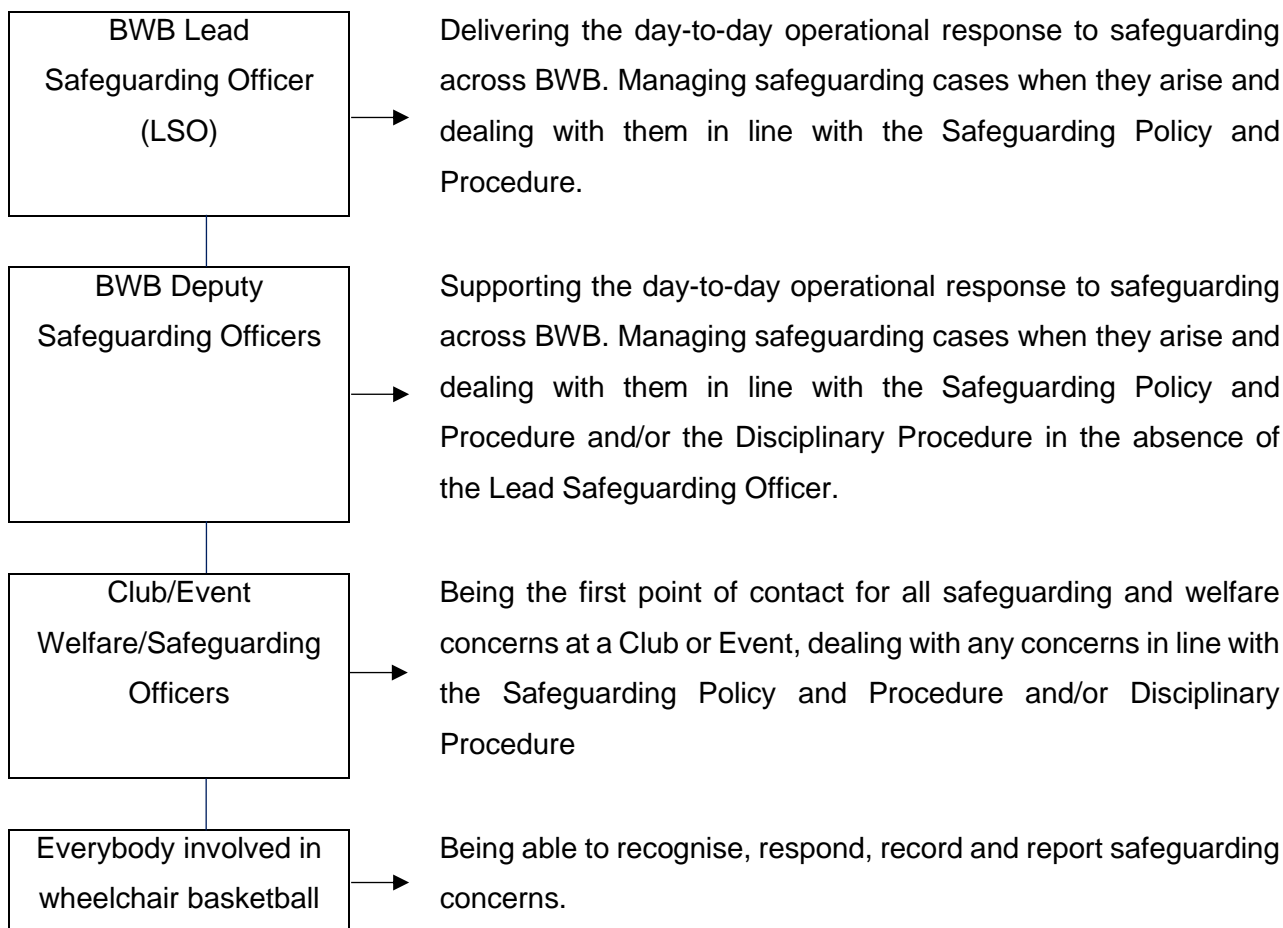 BWB Lead
Safeguarding Officer
(LSO)
Delivering the day-to-day operational response to safeguarding
across BWB. Managing safeguarding cases when they arise and
dealing with them in line with the Safeguarding Policy and
Procedure.
BWB Deputy
Safeguarding Officers
Supporting the day-to-day operational response to safeguarding
across BWB. Managing safeguarding cases when they arise and
dealing with them in line with the Safeguarding Policy and
Procedure and/or the Disciplinary Procedure in the absence of
the Lead Safeguarding Officer.
Club/Event
Welfare/Safeguarding
Officers
Being the first point of contact for all safeguarding and welfare
concerns at a Club or Event, dealing with any concerns in line with
the Safeguarding Policy and Procedure and/or Disciplinary
Procedure
Everybody involved in
wheelchair basketball
Being able to recognise, respond, record and report safeguarding
concerns.